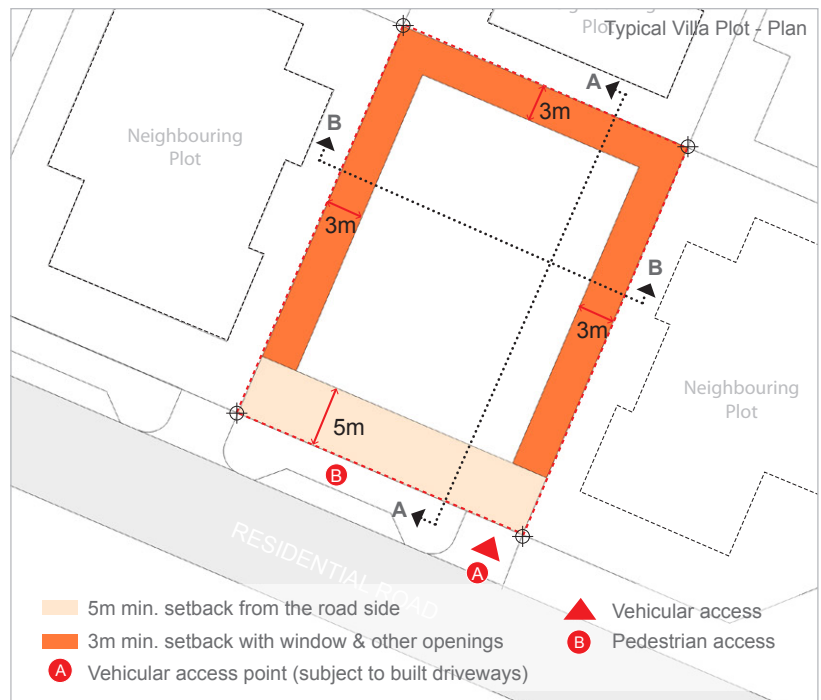 Typical Villa Plot - Plan
Plot
A
3m
B
Neighbouring
Plot
3m
B
3m
Neighbouring
Plot
5m
B
A
A
RESIDENTIAL ROAD
5m min. setback from the road side
Vehicular access
3m min. setback with window & other openings
B Pedestrian access
A Vehicular access point (subject to built driveways)